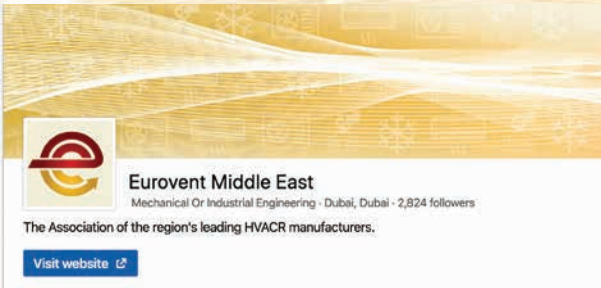 Eurovent Middle East
Mechanical Or Industrial Engineering · Dubai, Dubai · 2,824 followers
The Association of the region's leading HVACR manufacturers.
Visit website